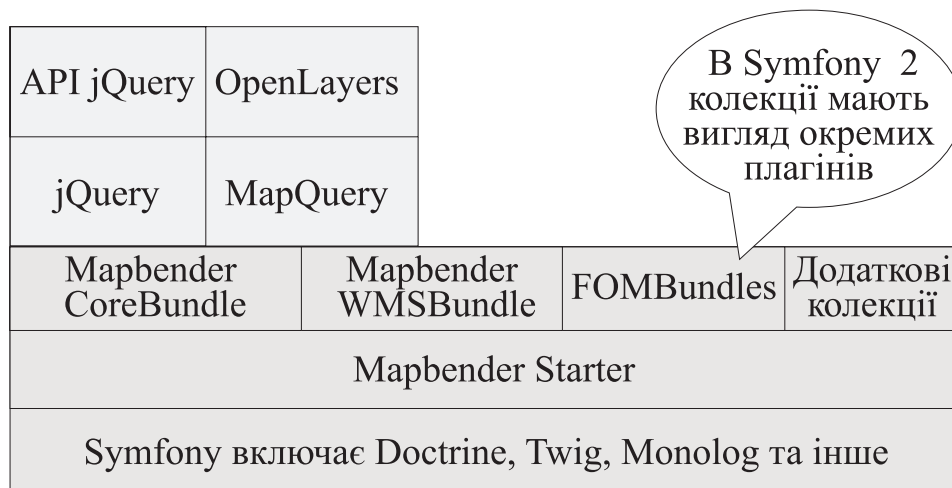 API jQuery
OpenLayers
В Symfony 2
колекції мають
вигляд окремих
плагінів
jQuery
MapQuery
Mapbender
CoreBundle
Mapbender
WMSBundle
FOMBundles
Додаткові
колекції
Mapbender Starter
Symfony включає Doctrine, Twig, Monolog та інше